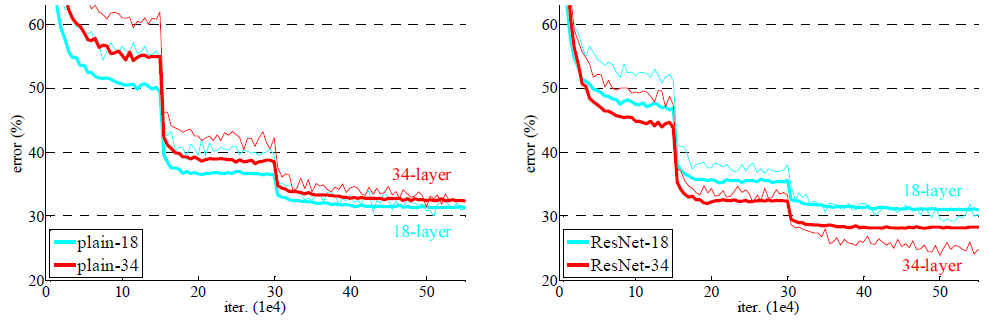 60
50
40
30
20
error (%)
34-layer
18-layer
plain-18
plain-34
0 10 20 30 40 50
iter. (1e4)
60
50
40
30
20
error (%)
18-layer
34-layer
ResNet-18
ResNet-34
0 10 20 30 40 50
iter. (1e4)